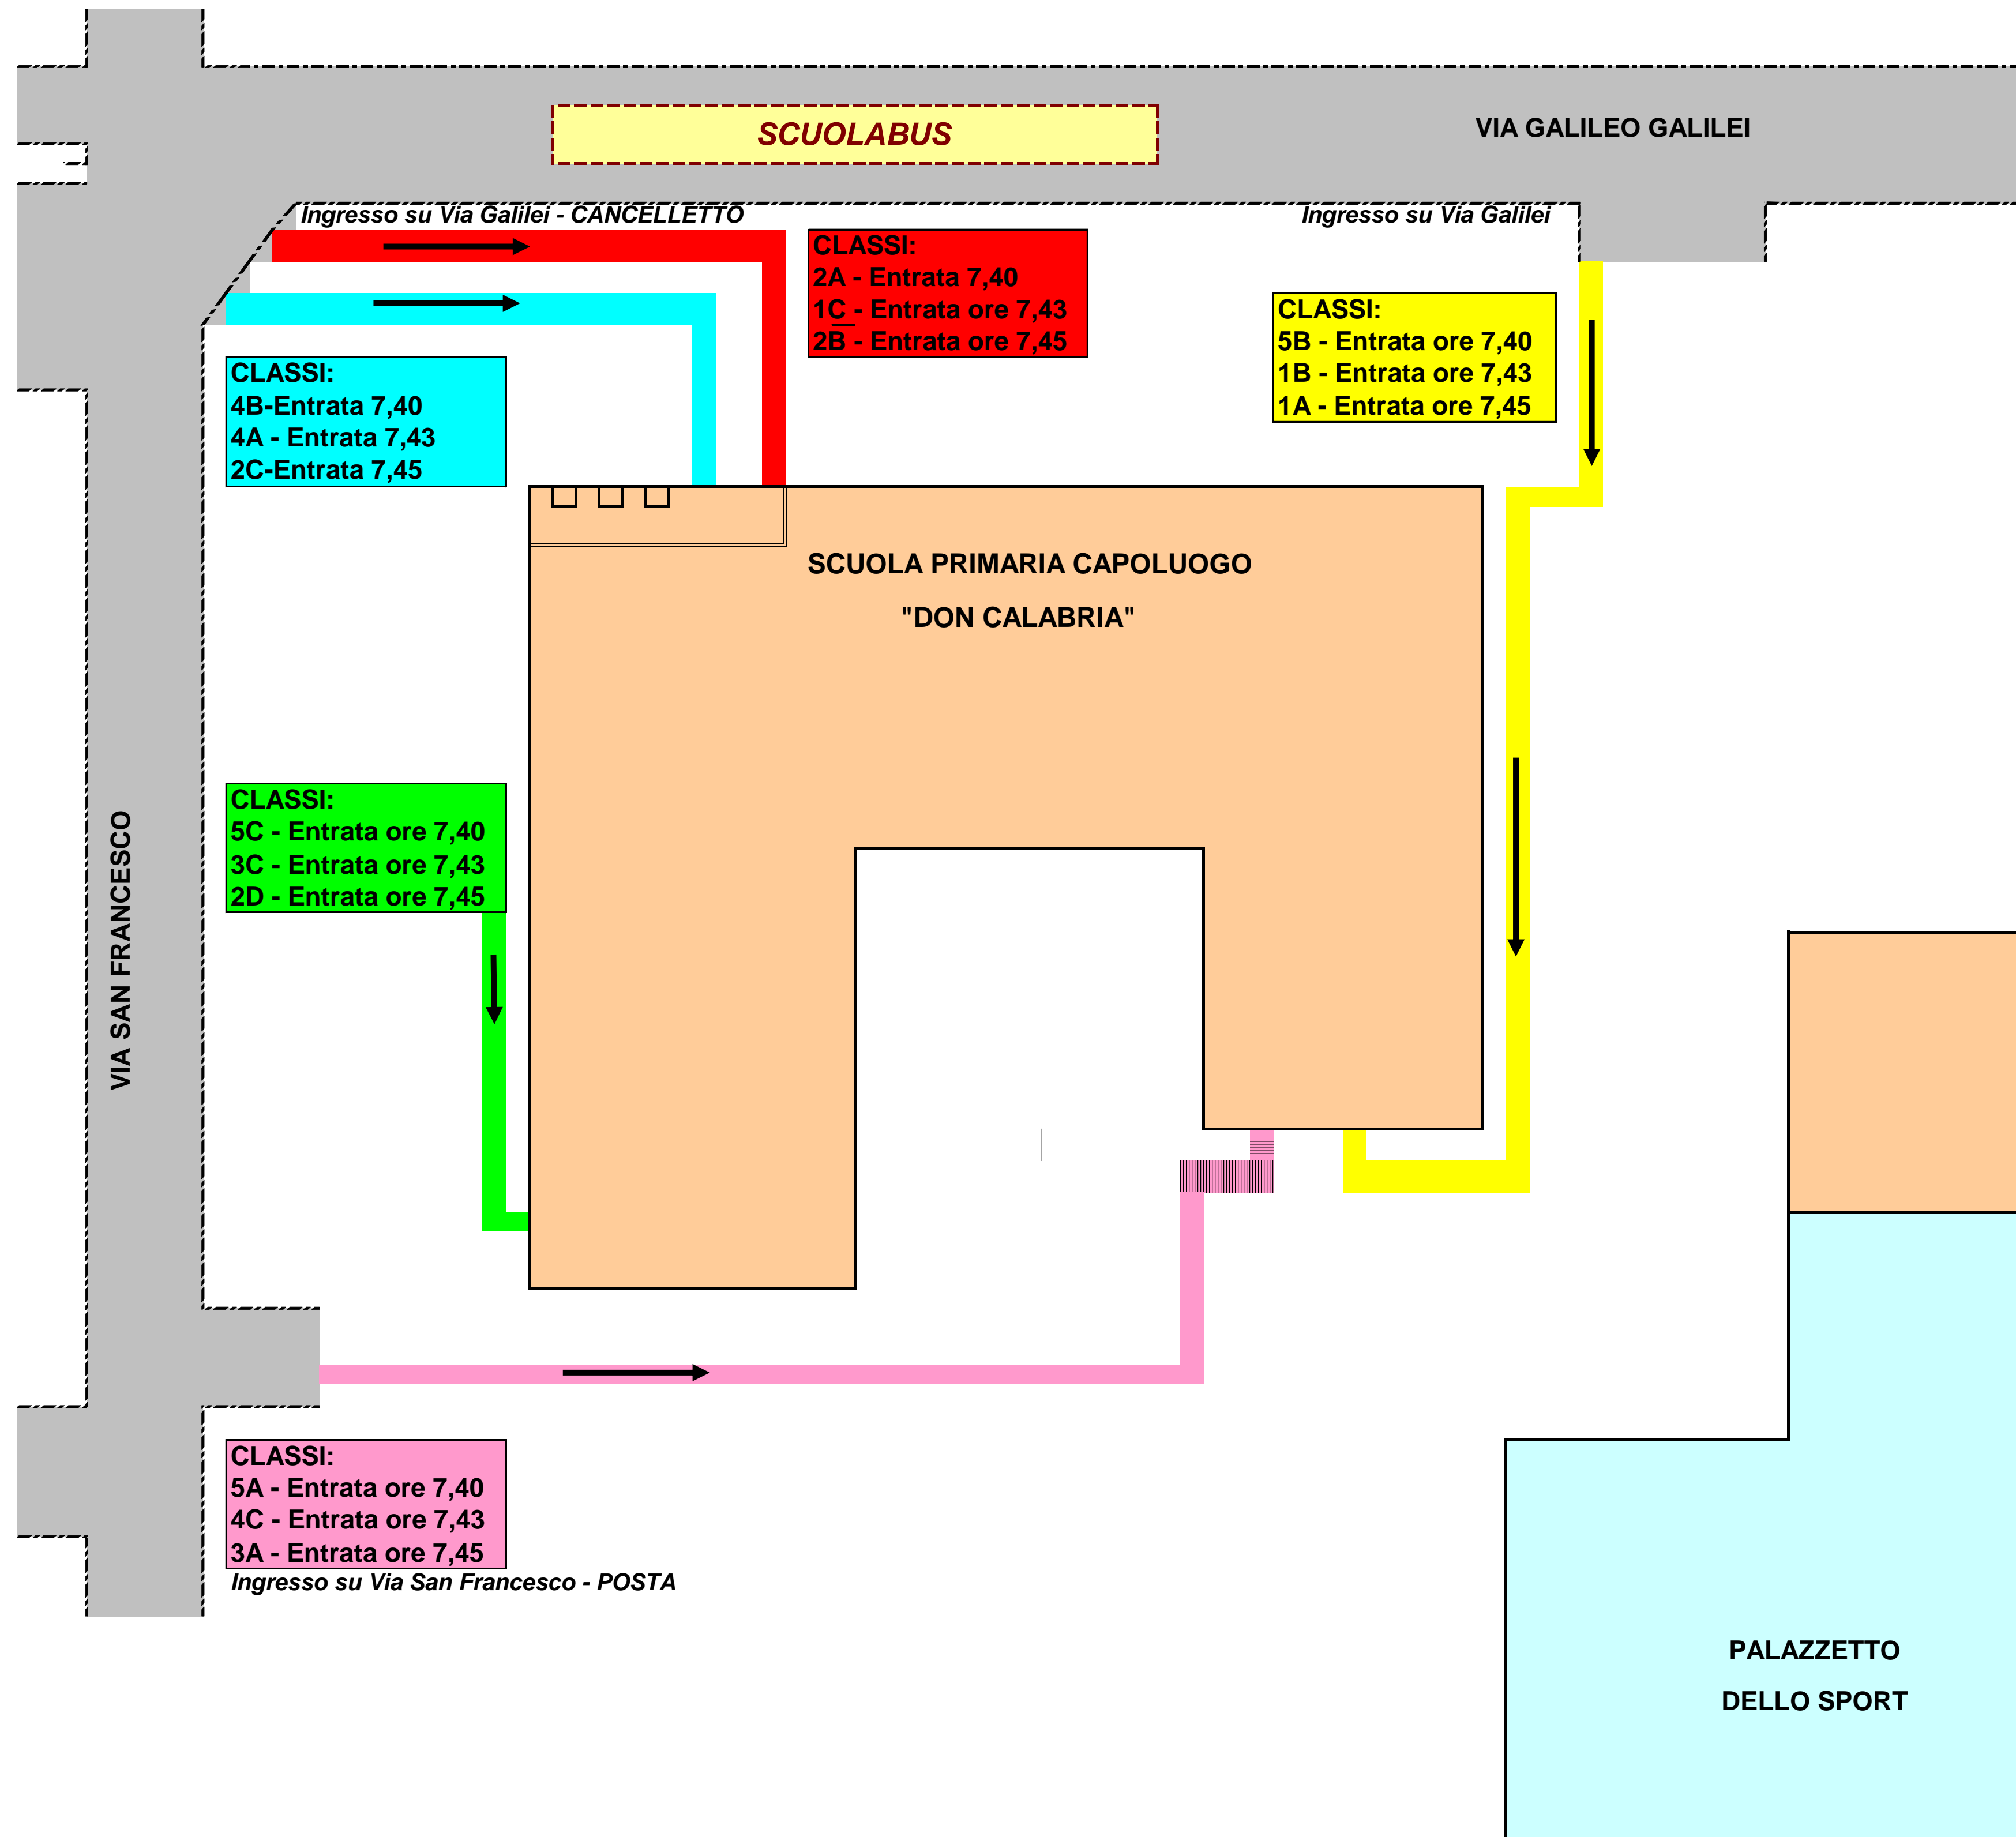 SCUOLABUS
VIA GALILEO GALILEI
Ingresso su Via Galilei - CANCELLETTO
Ingresso su Via Galilei
CLASSI:
2A - Entrata 7,40
1C - Entrata ore 7,43
2B - Entrata ore 7,45
CLASSI:
5B - Entrata ore 7,40
1B - Entrata ore 7,43
1A - Entrata ore 7,45
CLASSI:
4B-Entrata 7,40
4A - Entrata 7,43
2C-Entrata 7,45
SCUOLA PRIMARIA CAPOLUOGO
"DON CALABRIA"
CLASSI:
5C - Entrata ore 7,40
3C - Entrata ore 7,43
2D - Entrata ore 7,45
VIA SAN FRANCESCO
CLASSI:
5A - Entrata ore 7,40
4C - Entrata ore 7,43
3A - Entrata ore 7,45
Ingresso su Via San Francesco - POSTA
PALAZZETTO
DELLO SPORT